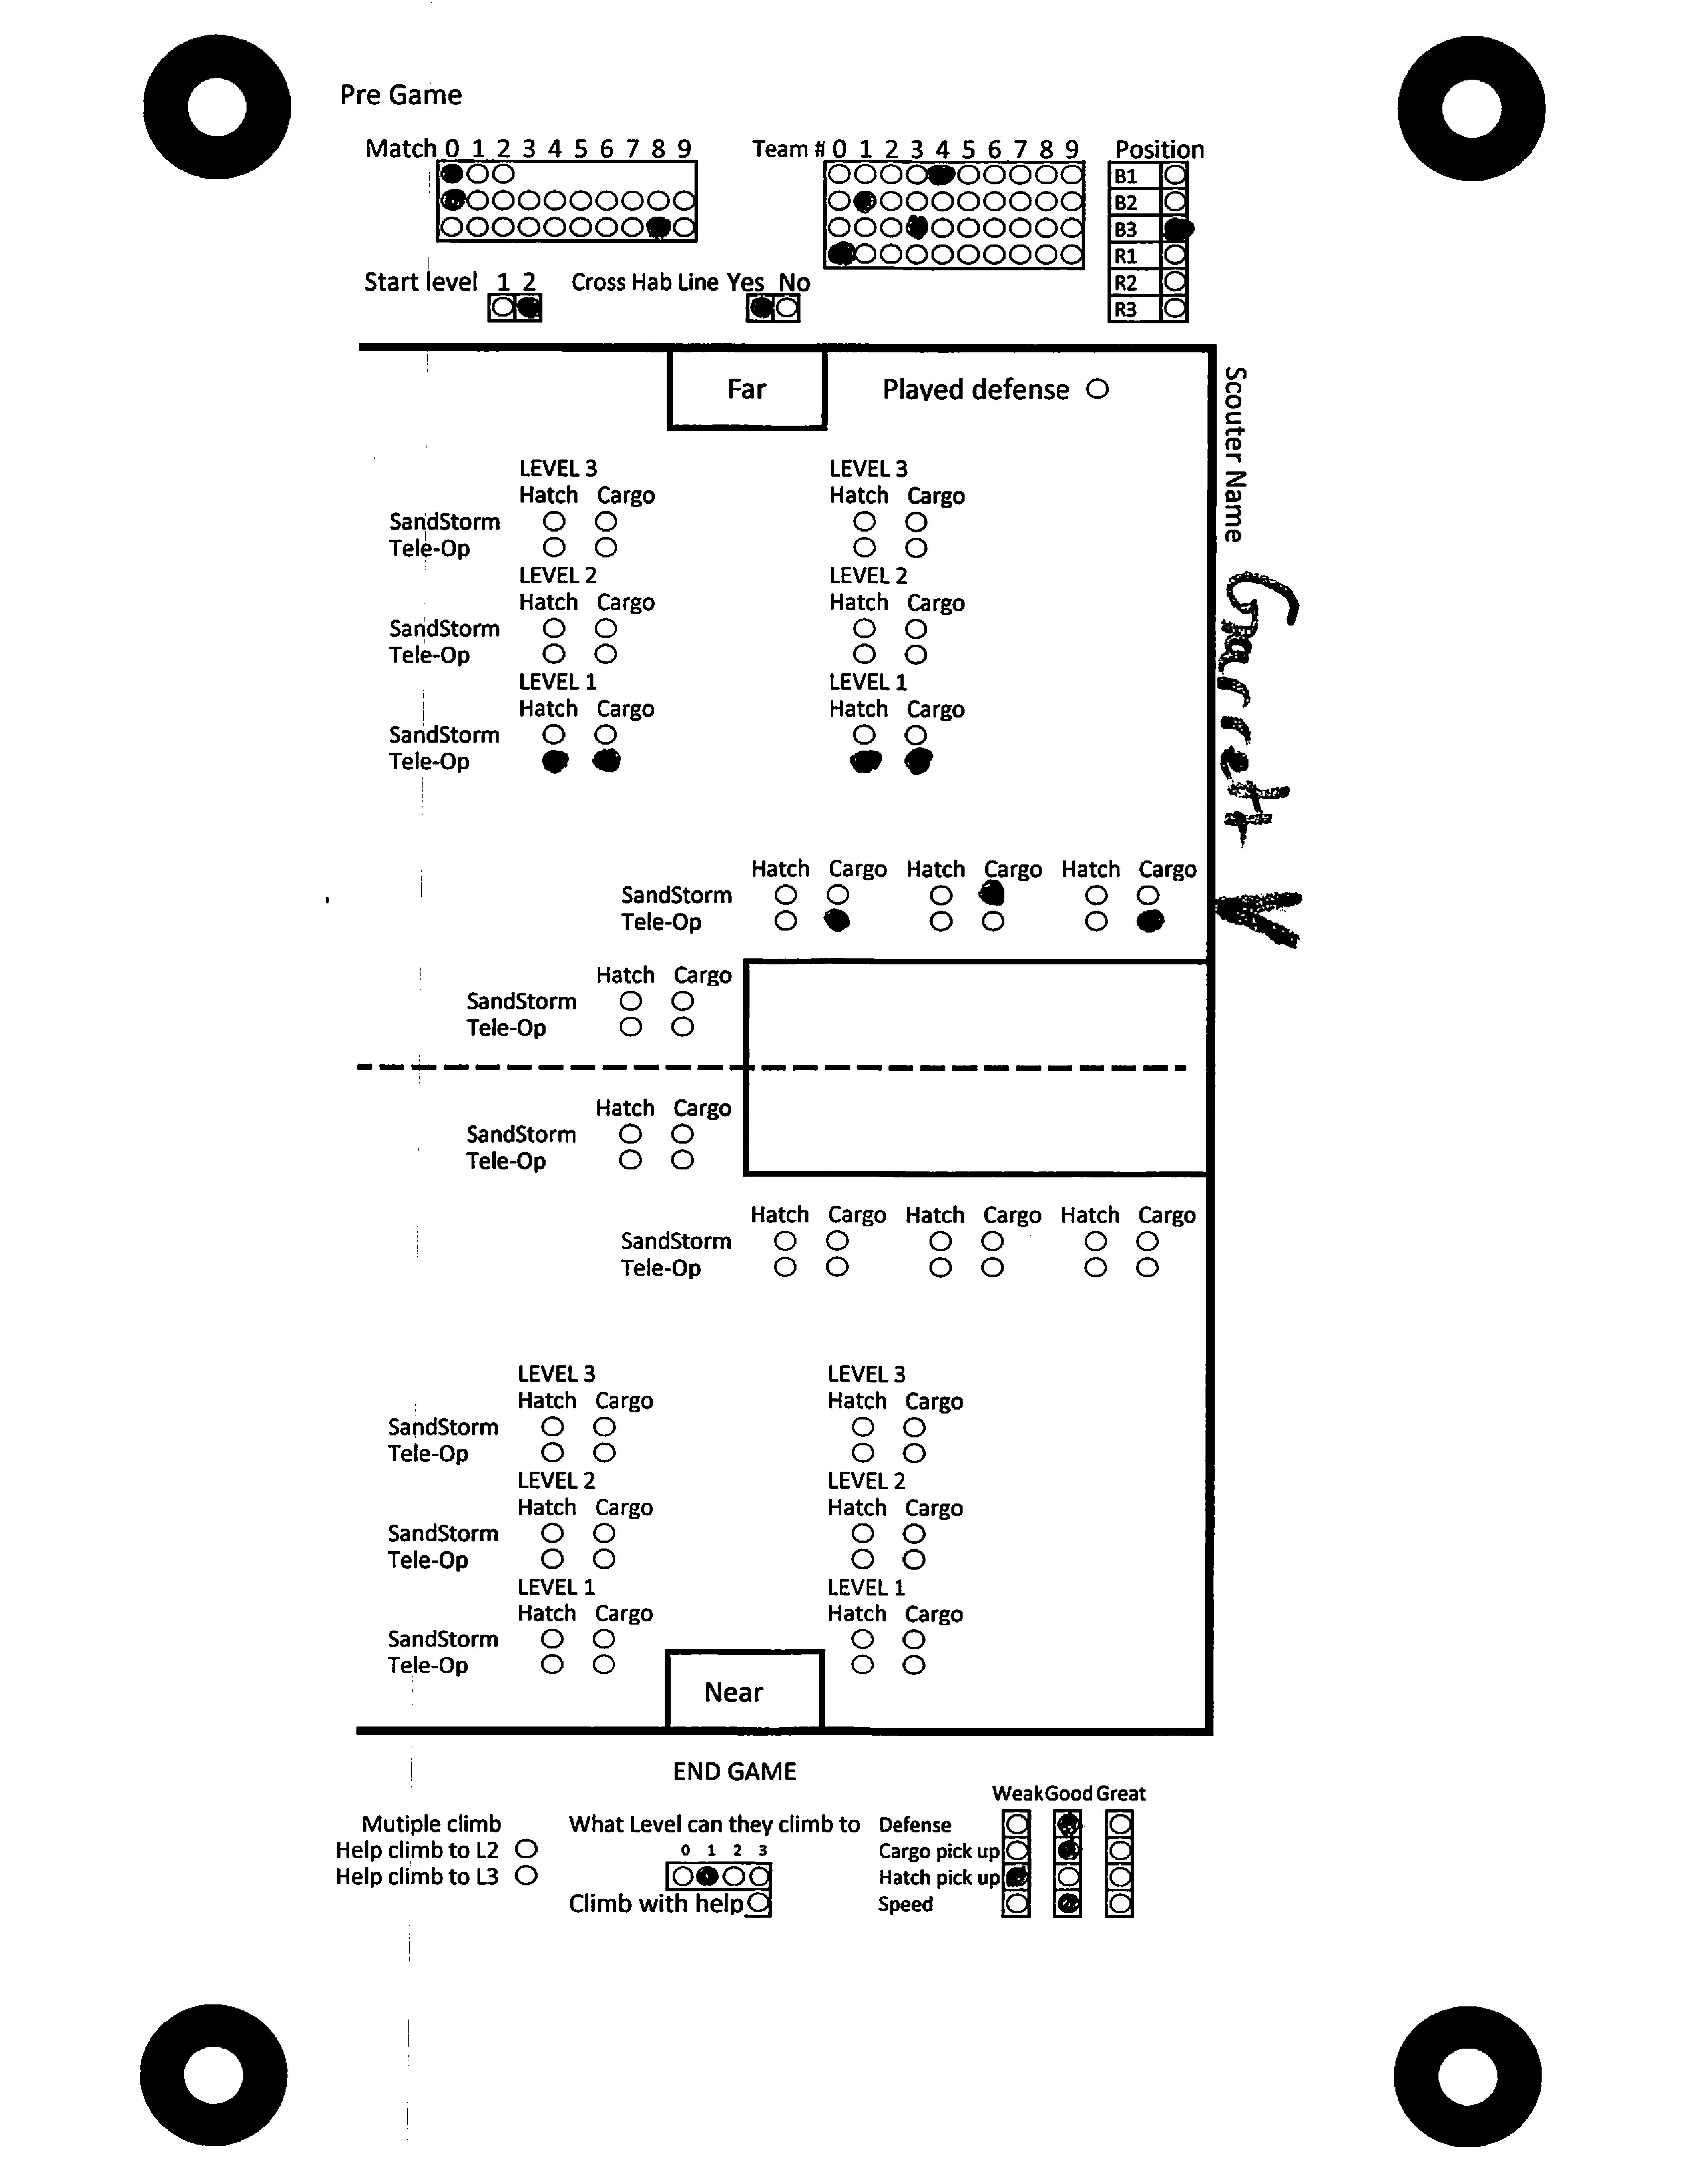 Pre Game
Match 0 1 2 3 4 5 6 7 8 9
Team # 0 1 2 3 4 5 6 7 8 9
Position
B1
B2
B3
R1
R2
R3
Start level 1 2
Cross Hab Line Yes No
Far
Played defense
Scouter Name
Garrett K
LEVEL 3 LEVEL 3
Hatch Cargo Hatch Cargo
SandStorm
Tele-Op
LEVEL 2 LEVEL 2
Hatch Cargo Hatch Cargo
SandStorm
Tele-Op
LEVEL 1 LEVEL 1
Hatch Cargo Hatch Cargo
SandStorm
Tele-Op
Hatch Cargo Hatch Cargo Hatch Cargo
SandStorm
Tele-Op
Hatch Cargo
SandStorm
Tele-Op
Hatch Cargo
SandStorm
Tele-Op
Hatch Cargo Hatch Cargo Hatch Cargo
SandStorm
Tele-Op
LEVEL 3 LEVEL 3
Hatch Cargo Hatch Cargo
SandStorm
Tele-Op
LEVEL 2 LEVEL 2
Hatch Cargo Hatch Cargo
SandStorm
Tele-Op
LEVEL 1 LEVEL 1
Hatch Cargo Hatch Cargo
SandStorm
Tele-Op
Near
END GAME
Mutiple climb
Help climb to L2
Help climb to L3
What Level can they climb to
0 1 2 3
Climb with help
Weak Good Great
Defense
Cargo pick up
Hatch pick up
Speed